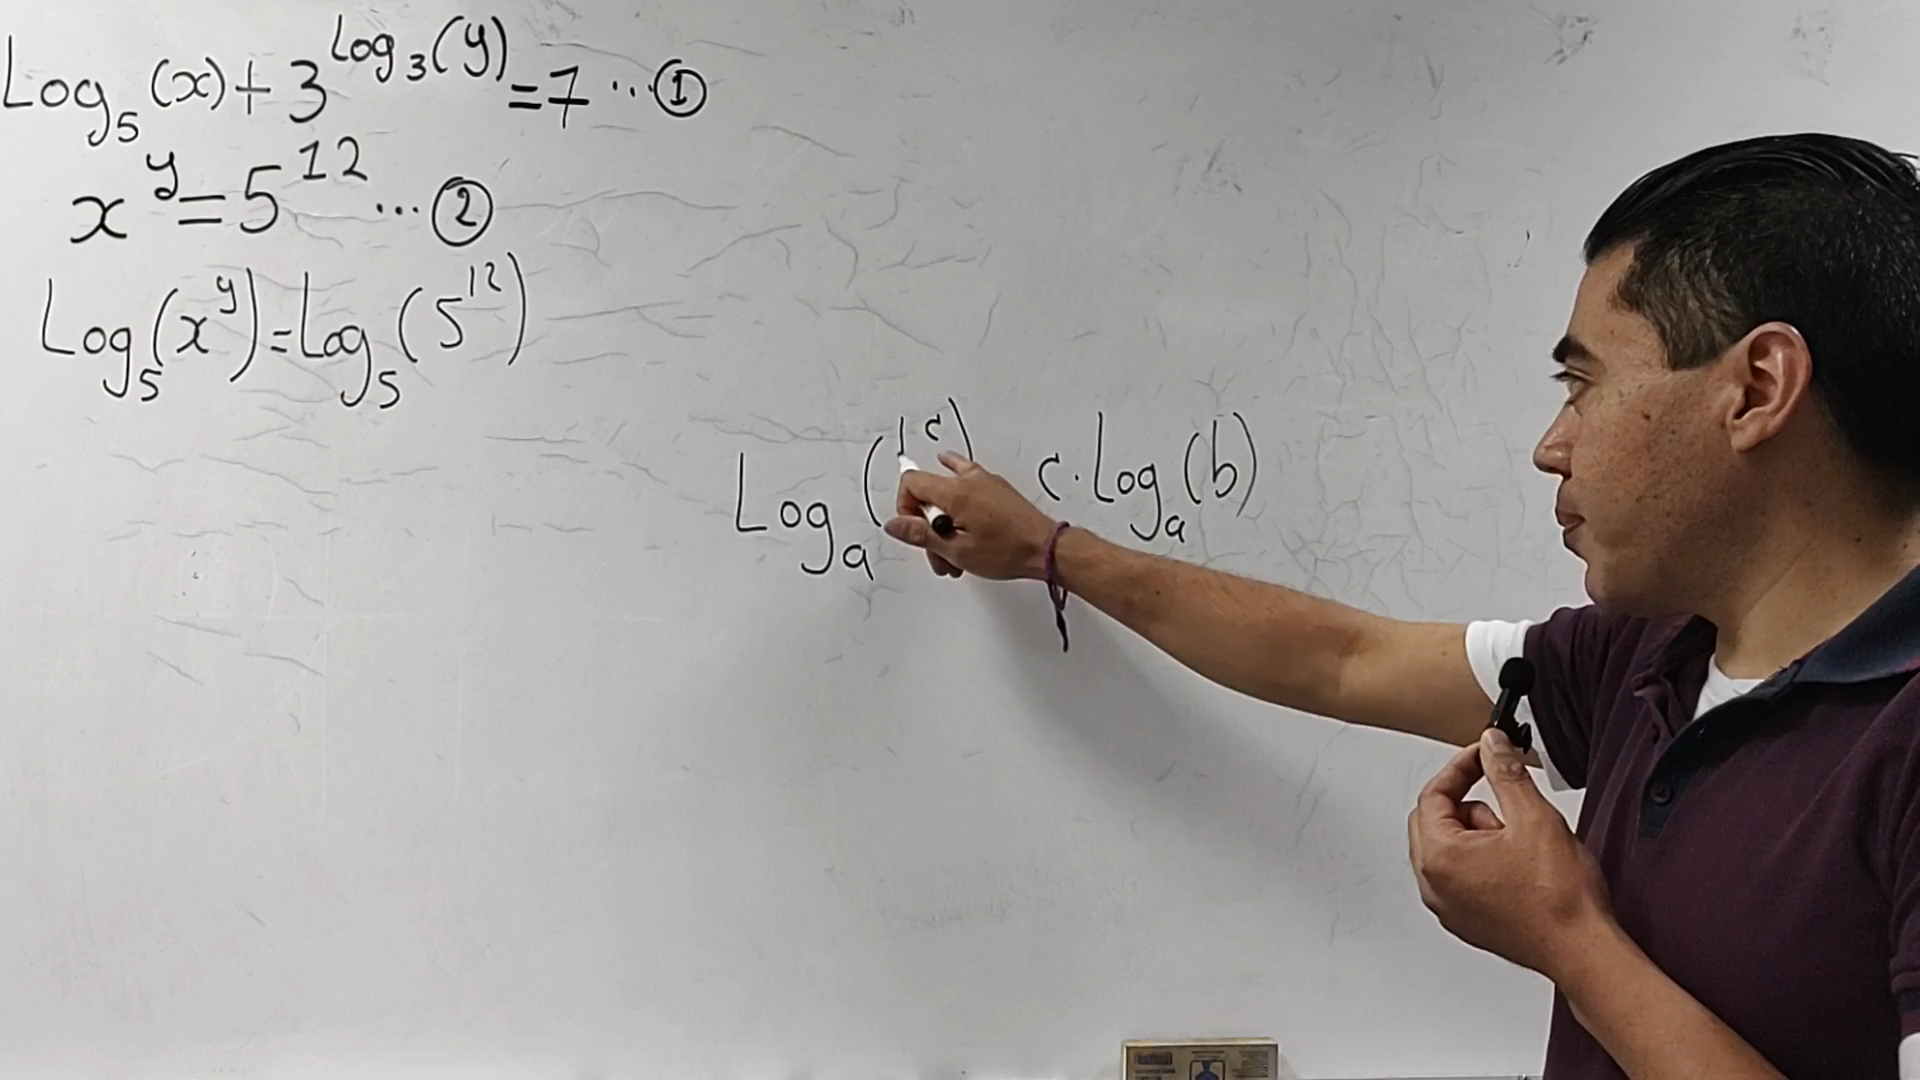 Log₅(x)+3^log₃(y)=7 ...①
x^y=5^12 ...②
Log₅(x^y)=Log₅(5^12)
Logₐ( ^c) c·Logₐ(b)